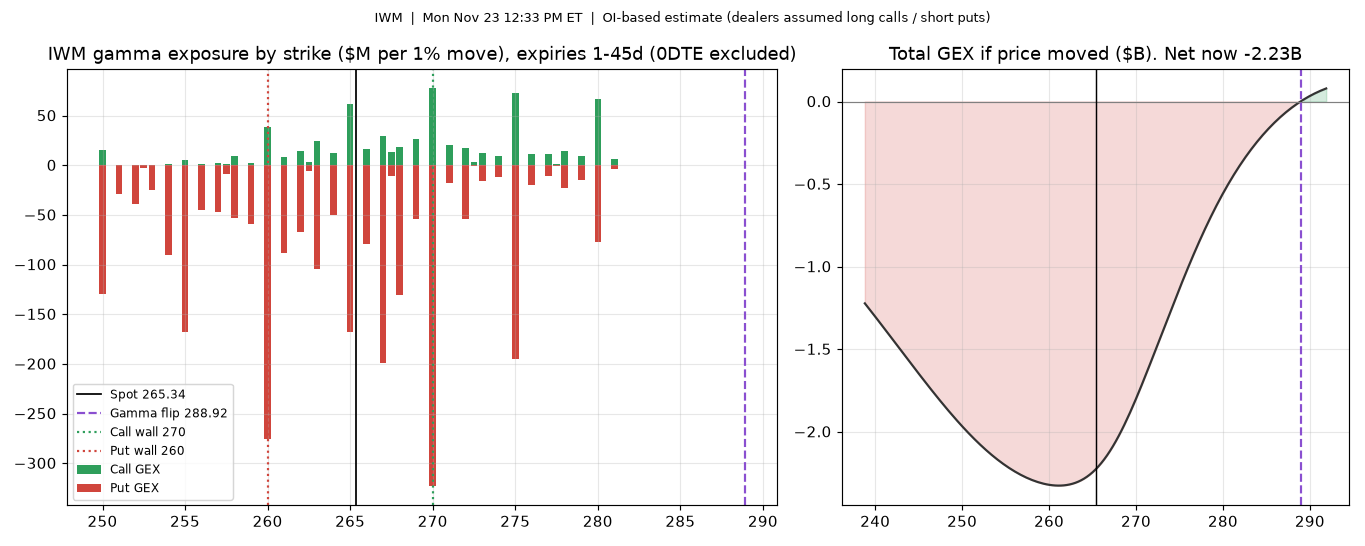 IWM | Mon Nov 23 12:33 PM ET | OI-based estimate (dealers assumed long calls / short puts)
IWM gamma exposure by strike ($M per 1% move), expiries 1-45d (0DTE excluded)
50
0
−50
−100
−150
−200
−250
−300
Spot 265.34
Gamma flip 288.92
Call wall 270
Put wall 260
Call GEX
Put GEX
250 255 260 265 270 275 280 285 290
Total GEX if price moved ($B). Net now -2.23B
0.0
−0.5
−1.0
−1.5
−2.0
240 250 260 270 280 290